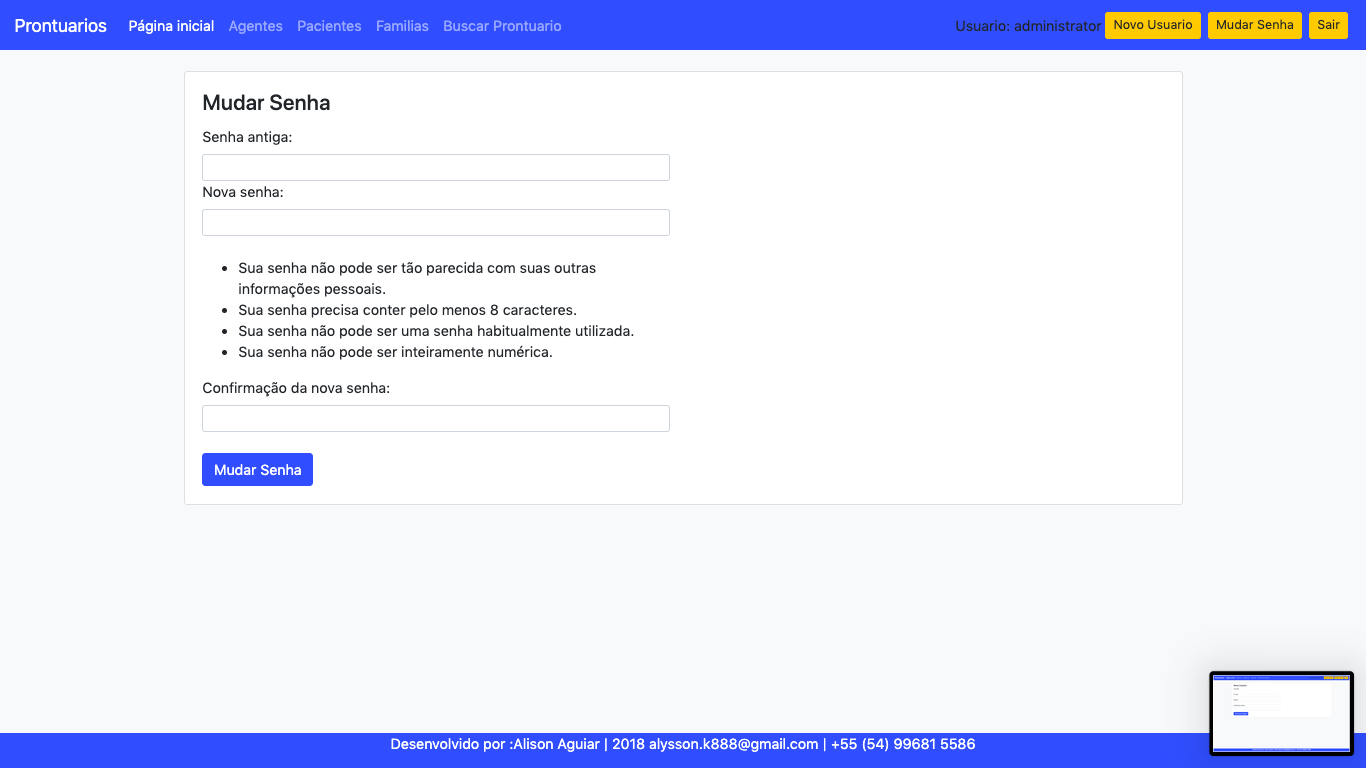 Prontuarios Página inicial Agentes Pacientes Familias Buscar Prontuario Usuario: administrator Novo Usuario Mudar Senha Sair
Mudar Senha
Senha antiga:
Nova senha:
Sua senha não pode ser tão parecida com suas outras
informações pessoais.
Sua senha precisa conter pelo menos 8 caracteres.
Sua senha não pode ser uma senha habitualmente utilizada.
Sua senha não pode ser inteiramente numérica.
Confirmação da nova senha:
Mudar Senha
Desenvolvido por :Alison Aguiar | 2018 alysson.k888@gmail.com | +55 (54) 99681 5586